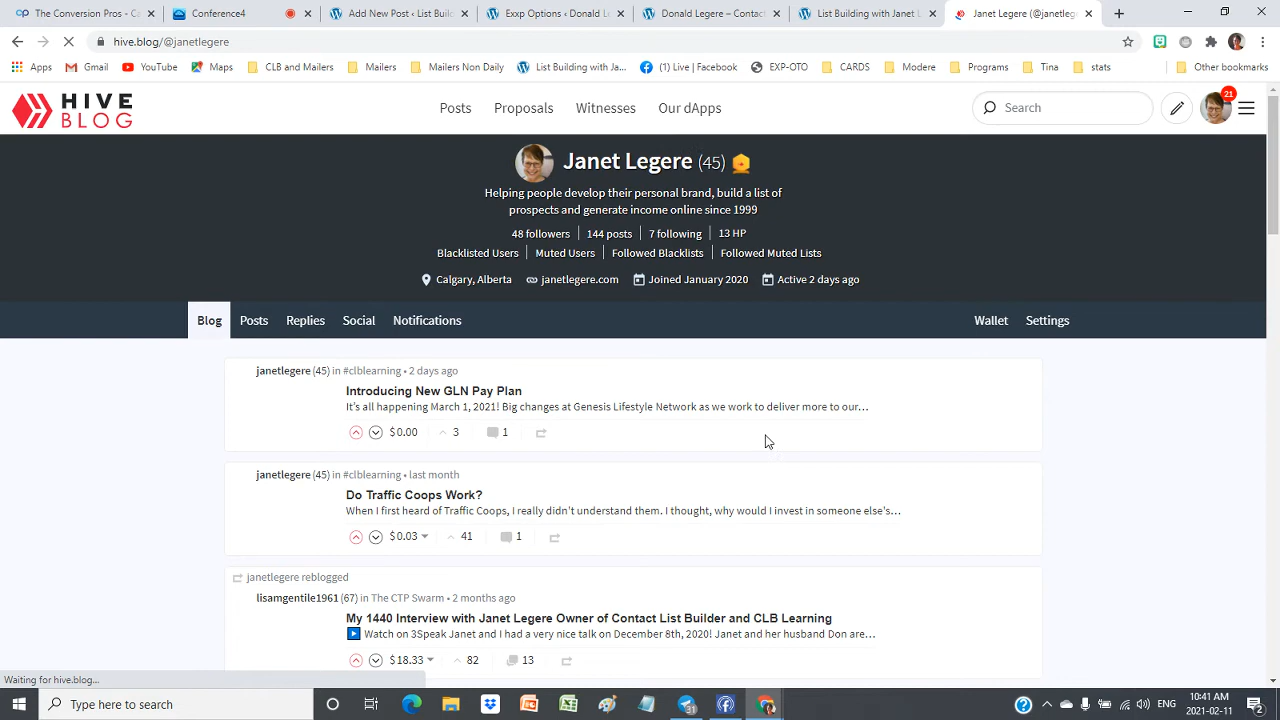 The Conversion Pros - Ca
Conference4
Add New Post ‹ List Buil
Exp Options ‹ Donald Le
Donald Legere – Contact
List Building with Janet L
Janet Legere (@janetleg
hive.blog/@janetlegere
Apps
Gmail
YouTube
Maps
CLB and Mailers
Mailers
Mailers Non Daily
List Building with Ja...
(1) Live | Facebook
EXP-OTO
CARDS
Modere
Programs
Tina
stats
Other bookmarks
HIVE
BLOG
Posts
Proposals
Witnesses
Our dApps
Search
21
Janet Legere (45)
Helping people develop their personal brand, build a list of
prospects and generate income online since 1999
48 followers
144 posts
7 following
13 HP
Blacklisted Users
Muted Users
Followed Blacklists
Followed Muted Lists
Calgary, Alberta
janetlegere.com
Joined January 2020
Active 2 days ago
Blog
Posts
Replies
Social
Notifications
Wallet
Settings
janetlegere (45) in #clblearning • 2 days ago
Introducing New GLN Pay Plan
It's all happening March 1, 2021! Big changes at Genesis Lifestyle Network as we work to deliver more to our...
$0.00
3
1
janetlegere (45) in #clblearning • last month
Do Traffic Coops Work?
When I first heard of Traffic Coops, I really didn't understand them. I thought, why would I invest in someone else's...
$0.03
41
1
janetlegere reblogged
lisamgentile1961 (67) in The CTP Swarm • 2 months ago
My 1440 Interview with Janet Legere Owner of Contact List Builder and CLB Learning
Watch on 3Speak Janet and I had a very nice talk on December 8th, 2020! Janet and her husband Don are...
$18.33
82
13
Waiting for hive.blog...
Type here to search
31
ENG
10:41 AM
2021-02-11
2